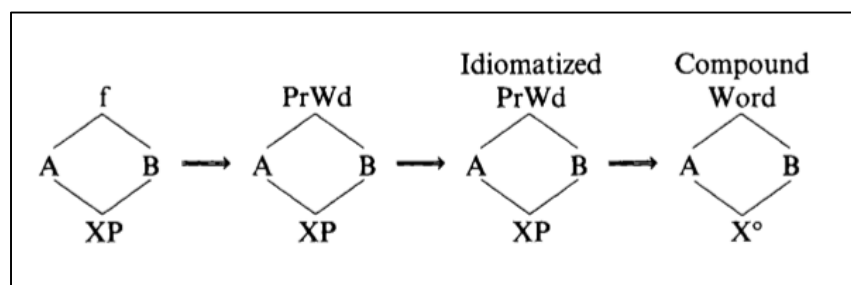 Idiomatized Compound
f PrWd PrWd Word
A B → A B → A B → A B
XP XP XP X°